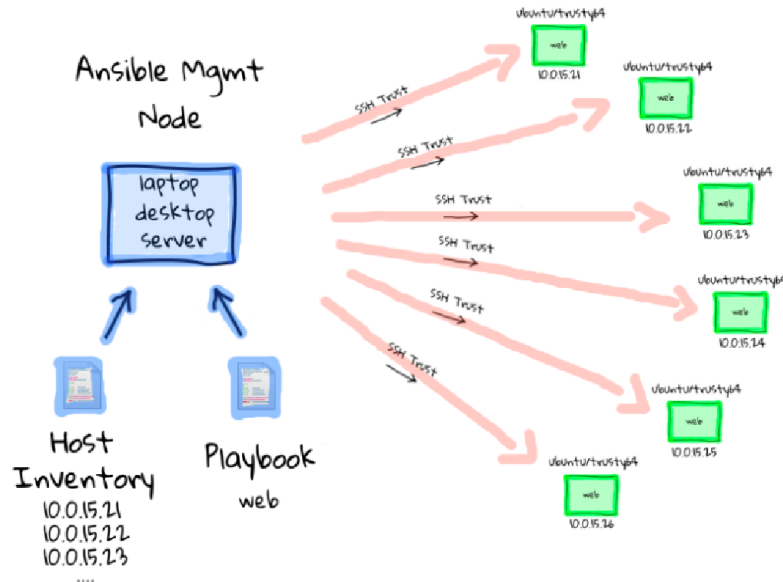 Ansible Mgmt
Node
laptop
desktop
server
Host
Inventory
10.0.15.21
10.0.15.22
10.0.15.23
....
Playbook
web
SSH Trust
SSH Trust
SSH Trust
SSH Trust
SSH Trust
SSH Trust
ubuntu/trusty64
web
10.0.15.21
ubuntu/trusty64
web
10.0.15.22
ubuntu/trusty64
web
10.0.15.23
ubuntu/trusty64
web
10.0.15.24
ubuntu/trusty64
web
10.0.15.25
ubuntu/trusty64
web
10.0.15.26